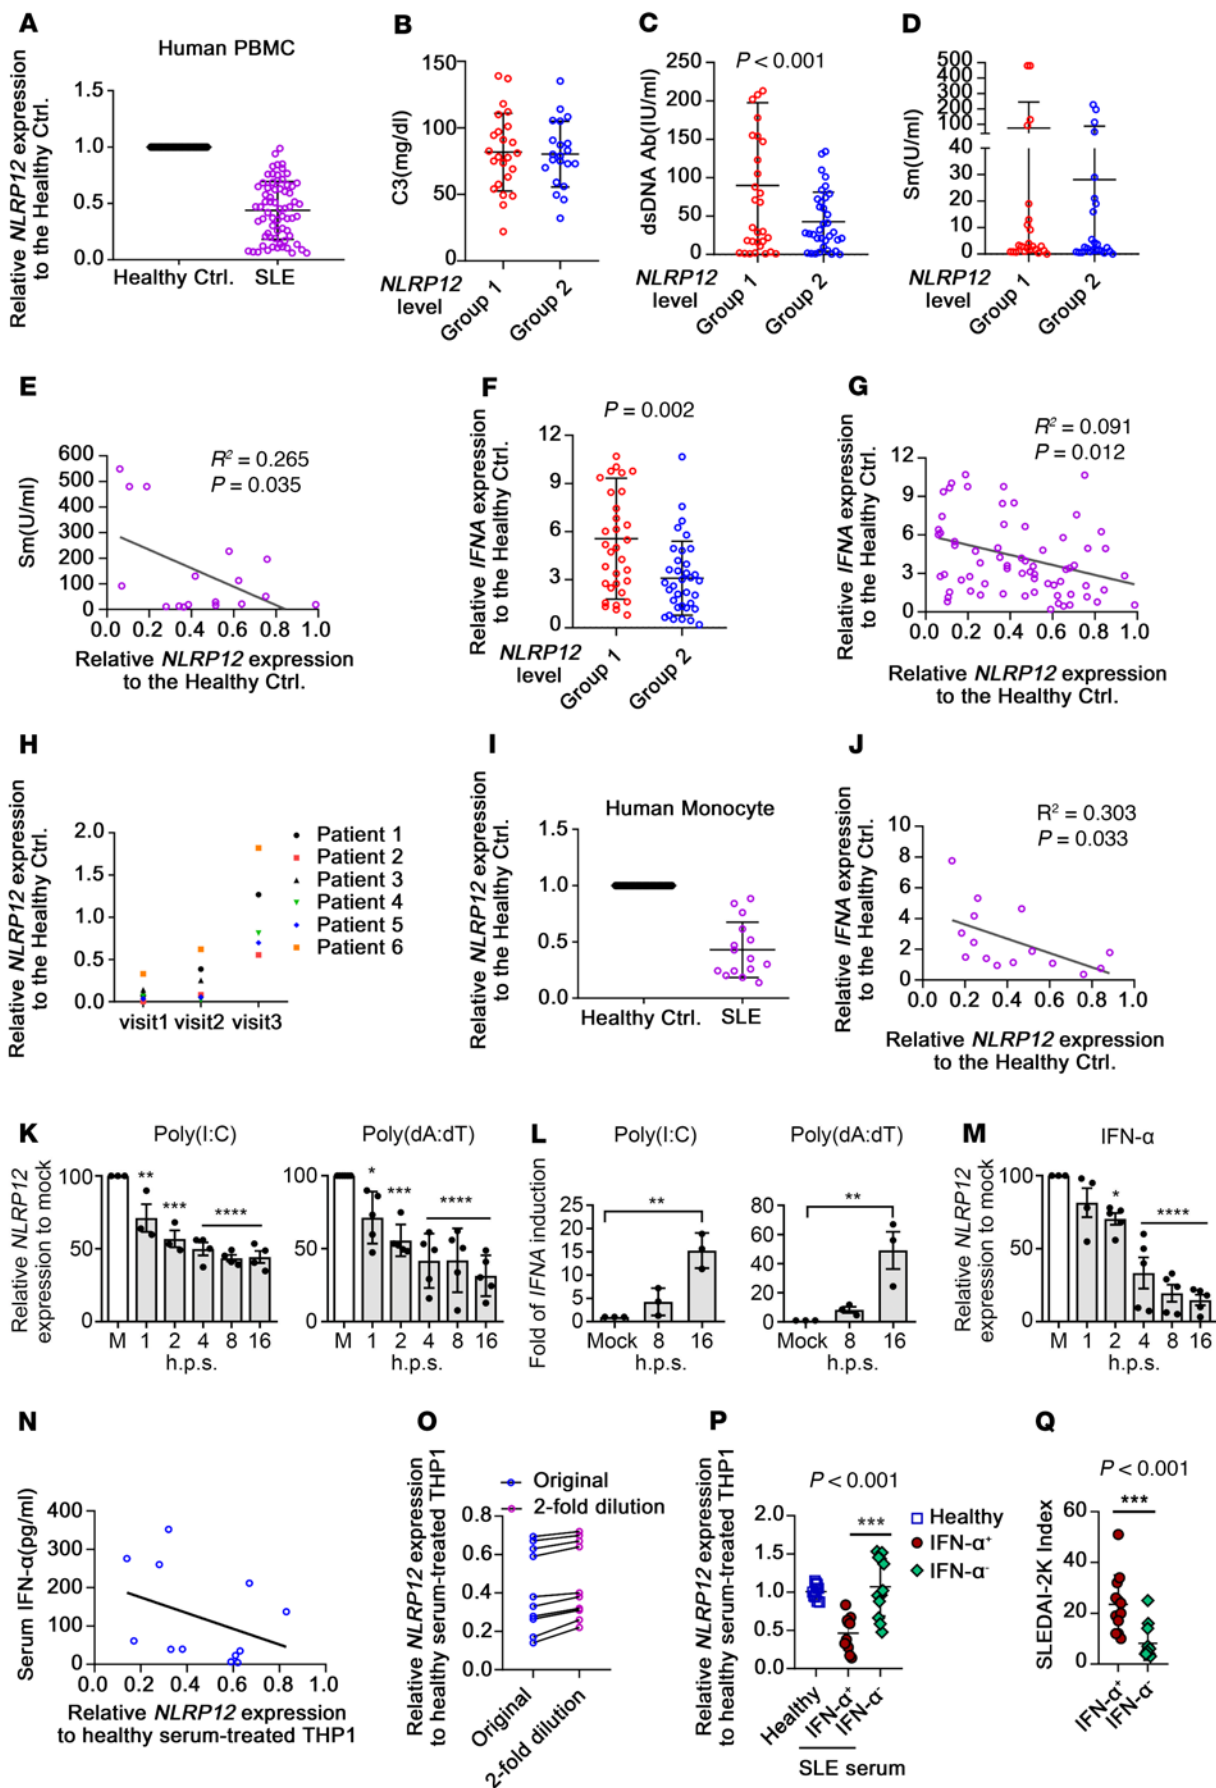 A
Human PBMC
Relative NLRP12 expression
to the Healthy Ctrl.
1.5
1.0
0.5
0.0
Healthy Ctrl.
SLE
B
C3(mg/dl)
150
100
50
0
NLRP12
level
Group 1
Group 2
C
P < 0.001
dsDNA Ab(IU/ml)
250
200
150
100
50
0
NLRP12
level
Group 1
Group 2
D
Sm(U/ml)
500
400
300
200
100
50
40
30
20
10
0
Group 1
Group 2
E
R² = 0.265
P = 0.035
Sm(U/ml)
600
500
400
300
200
100
0
0.0
0.2
0.4
0.6
0.8
1.0
Relative NLRP12 expression
to the Healthy Ctrl.
F
P = 0.002
Relative IFNA expression
to the Healthy Ctrl.
12
9
6
3
0
NLRP12
level
Group 1
Group 2
G
R² = 0.091
P = 0.012
Relative IFNA expression
to the Healthy Ctrl.
12
9
6
3
0
0.0
0.2
0.4
0.6
0.8
1.0
Relative NLRP12 expression
to the Healthy Ctrl.
H
Relative NLRP12 expression
to the Healthy Ctrl.
2.0
1.5
1.0
0.5
0.0
visit1
visit2
visit3
Patient 1
Patient 2
Patient 3
Patient 4
Patient 5
Patient 6
I
Human Monocyte
Relative NLRP12 expression
to the Healthy Ctrl.
1.5
1.0
0.5
0.0
Healthy Ctrl.
SLE
J
R² = 0.303
P = 0.033
Relative IFNA expression
to the Healthy Ctrl.
10
8
6
4
2
0
0.0
0.2
0.4
0.6
0.8
1.0
Relative NLRP12 expression
to the Healthy Ctrl.
K
Poly(I:C)
Relative NLRP12
expression to mock
100
50
0
**
***
****
M 1 2 4 8 16
h.p.s.
Poly(dA:dT)
100
50
0
*
***
****
M 1 2 4 8 16
h.p.s.
L
Poly(I:C)
Fold of IFNA induction
25
20
15
10
5
0
**
Mock 8 16
h.p.s.
Poly(dA:dT)
80
60
40
20
0
**
Mock 8 16
h.p.s.
M
IFN-α
Relative NLRP12
expression to mock
100
50
0
*
****
M 1 2 4 8 16
h.p.s.
N
Serum IFN-α(pg/ml)
400
300
200
100
0
0.0
0.2
0.4
0.6
0.8
1.0
Relative NLRP12 expression
to healthy serum-treated THP1
O
Relative NLRP12 expression
to healthy serum-treated THP1
Original
2-fold dilution
0.8
0.6
0.4
0.2
0.0
Original
2-fold dilution
P
P < 0.001
Relative NLRP12 expression
to healthy serum-treated THP1
2.0
1.5
1.0
0.5
0.0
***
Healthy
IFN-α⁺
IFN-α⁻
Healthy
IFN-α⁺
IFN-α⁻
SLE serum
Q
P < 0.001
***
SLEDAI-2K Index
60
40
20
0
IFN-α⁺
IFN-α⁻